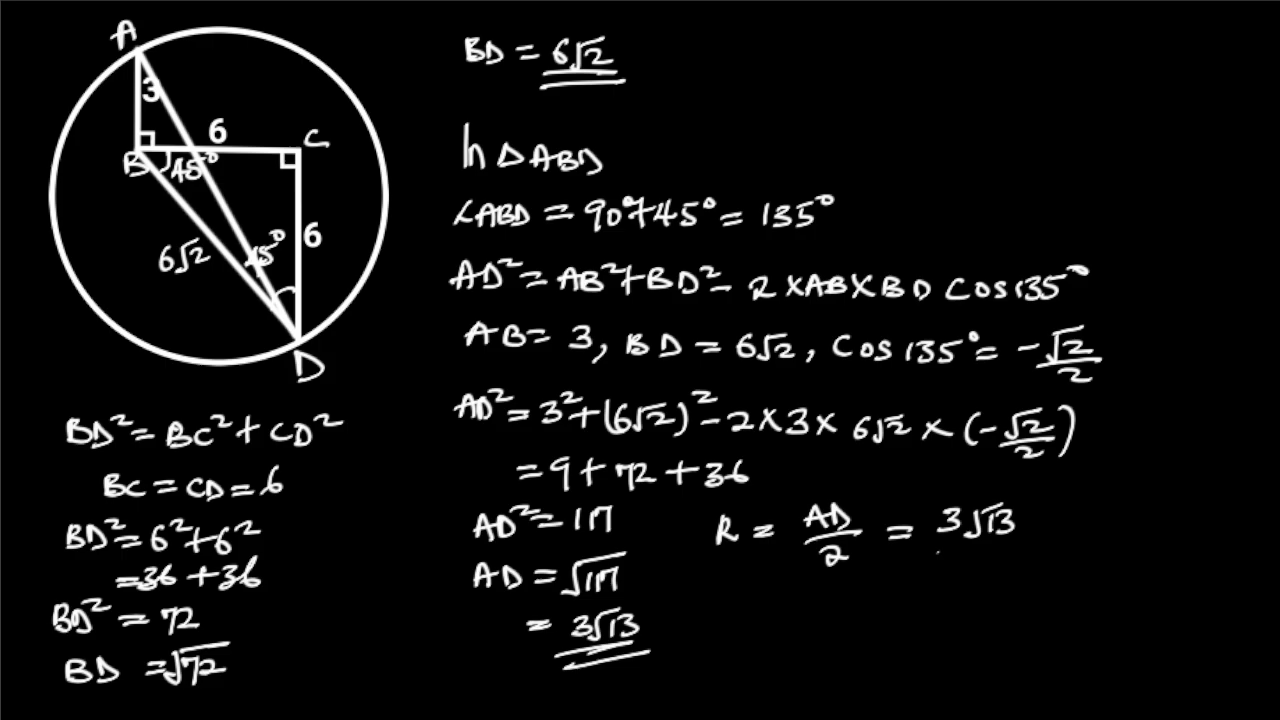 A
3
6
C
B
45°
6
6√2
45°
D
BD² = BC² + CD²
BC = CD = 6
BD² = 6² + 6²
= 36 + 36
BD² = 72
BD = √72
BD = 6√2
In △ABD
∠ABD = 90° + 45° = 135°
AD² = AB² + BD² - 2 × AB × BD Cos 135°
AB = 3, BD = 6√2, Cos 135° = -√2/2
AD² = 3² + (6√2)² - 2 × 3 × 6√2 × (-√2/2)
= 9 + 72 + 36
AD² = 117
AD = √117
= 3√13
R = AD/2 = 3√13